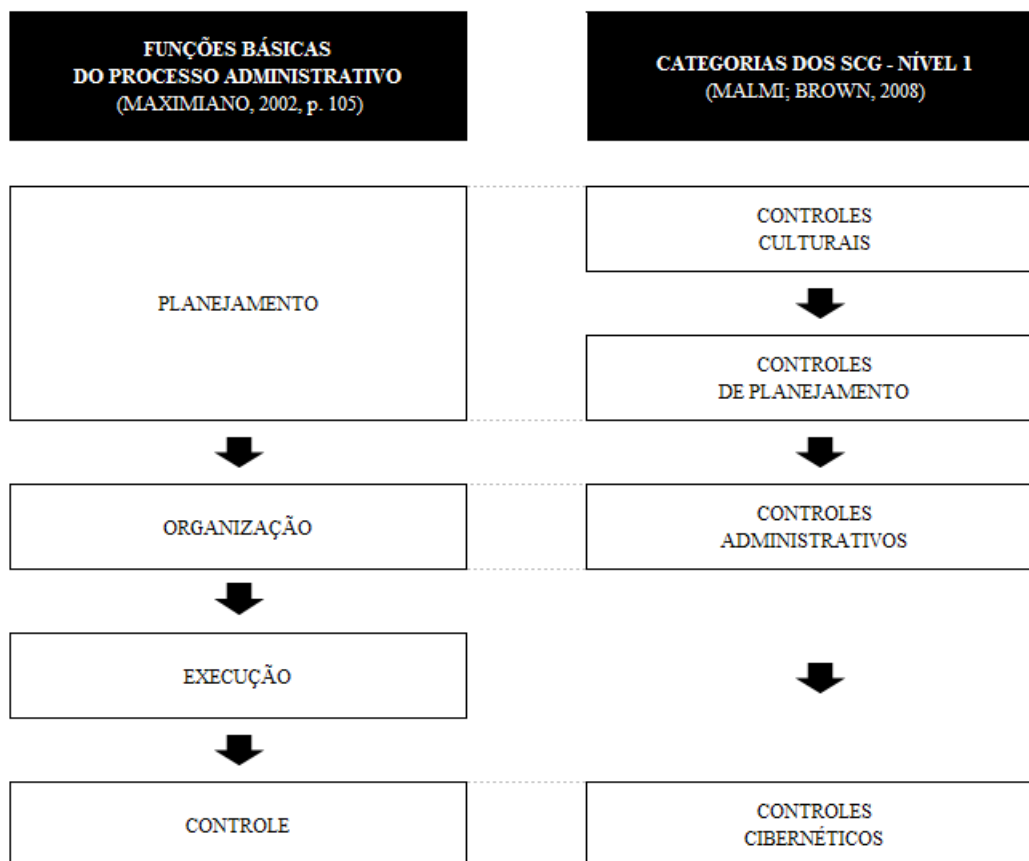 FUNÇÕES BÁSICAS
DO PROCESSO ADMINISTRATIVO
(MAXIMIANO, 2002, p. 105)
CATEGORIAS DOS SCG - NÍVEL 1
(MALMI; BROWN, 2008)
PLANEJAMENTO
CONTROLES
CULTURAIS
CONTROLES
DE PLANEJAMENTO
ORGANIZAÇÃO
CONTROLES
ADMINISTRATIVOS
EXECUÇÃO
CONTROLE
CONTROLES
CIBERNÉTICOS